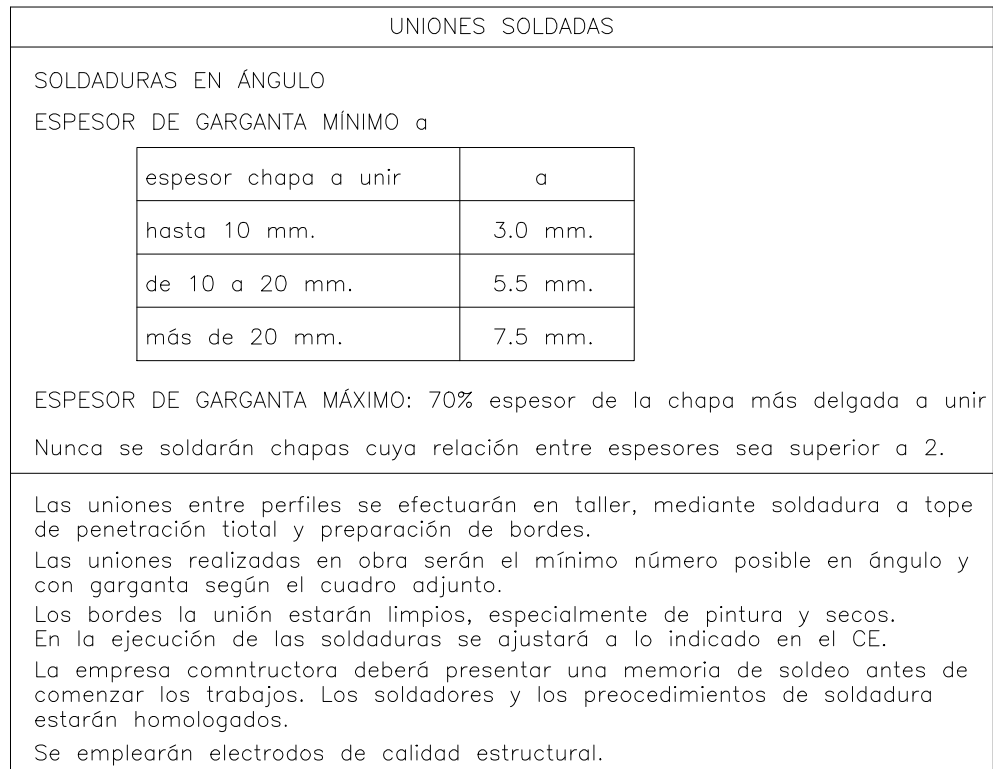 UNIONES SOLDADAS
SOLDADURAS EN ÁNGULO
ESPESOR DE GARGANTA MÍNIMO a
espesor chapa a unir a
hasta 10 mm. 3.0 mm.
de 10 a 20 mm. 5.5 mm.
más de 20 mm. 7.5 mm.
ESPESOR DE GARGANTA MÁXIMO: 70% espesor de la chapa más delgada a unir
Nunca se soldarán chapas cuya relación entre espesores sea superior a 2.
Las uniones entre perfiles se efectuarán en taller, mediante soldadura a tope
de penetración tiotal y preparación de bordes.
Las uniones realizadas en obra serán el mínimo número posible en ángulo y
con garganta según el cuadro adjunto.
Los bordes la unión estarán limpios, especialmente de pintura y secos.
En la ejecución de las soldaduras se ajustará a lo indicado en el CE.
La empresa comntructora deberá presentar una memoria de soldeo antes de
comenzar los trabajos. Los soldadores y los preocedimientos de soldadura
estarán homologados.
Se emplearán electrodos de calidad estructural.